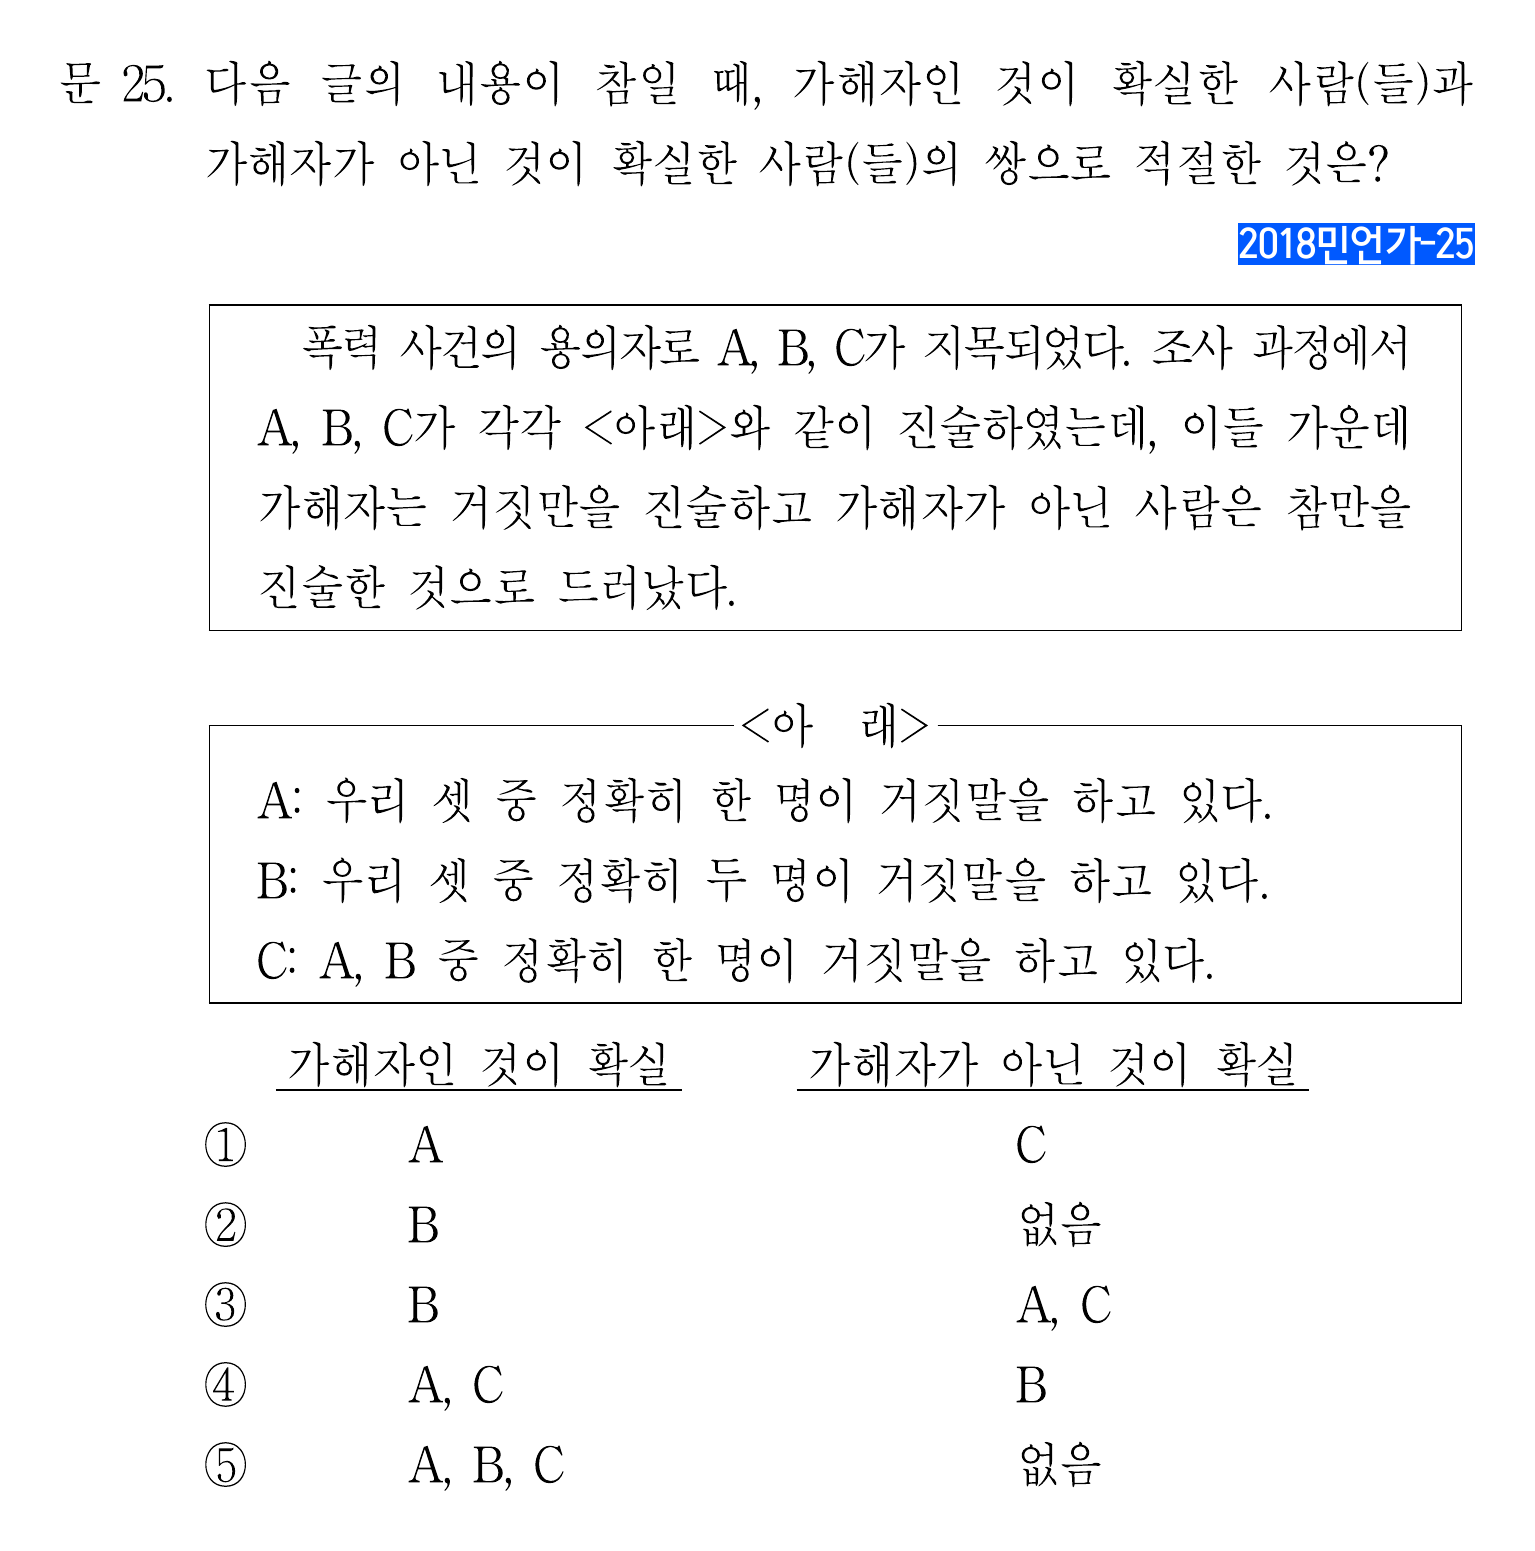 문 25. 다음 글의 내용이 참일 때, 가해자인 것이 확실한 사람(들)과
가해자가 아닌 것이 확실한 사람(들)의 쌍으로 적절한 것은?
2018민언가-25
폭력 사건의 용의자로 A, B, C가 지목되었다. 조사 과정에서
A, B, C가 각각 <아래>와 같이 진술하였는데, 이들 가운데
가해자는 거짓만을 진술하고 가해자가 아닌 사람은 참만을
진술한 것으로 드러났다.
<아 래>
A: 우리 셋 중 정확히 한 명이 거짓말을 하고 있다.
B: 우리 셋 중 정확히 두 명이 거짓말을 하고 있다.
C: A, B 중 정확히 한 명이 거짓말을 하고 있다.
가해자인 것이 확실 가해자가 아닌 것이 확실
① A C
② B 없음
③ B A, C
④ A, C B
⑤ A, B, C 없음